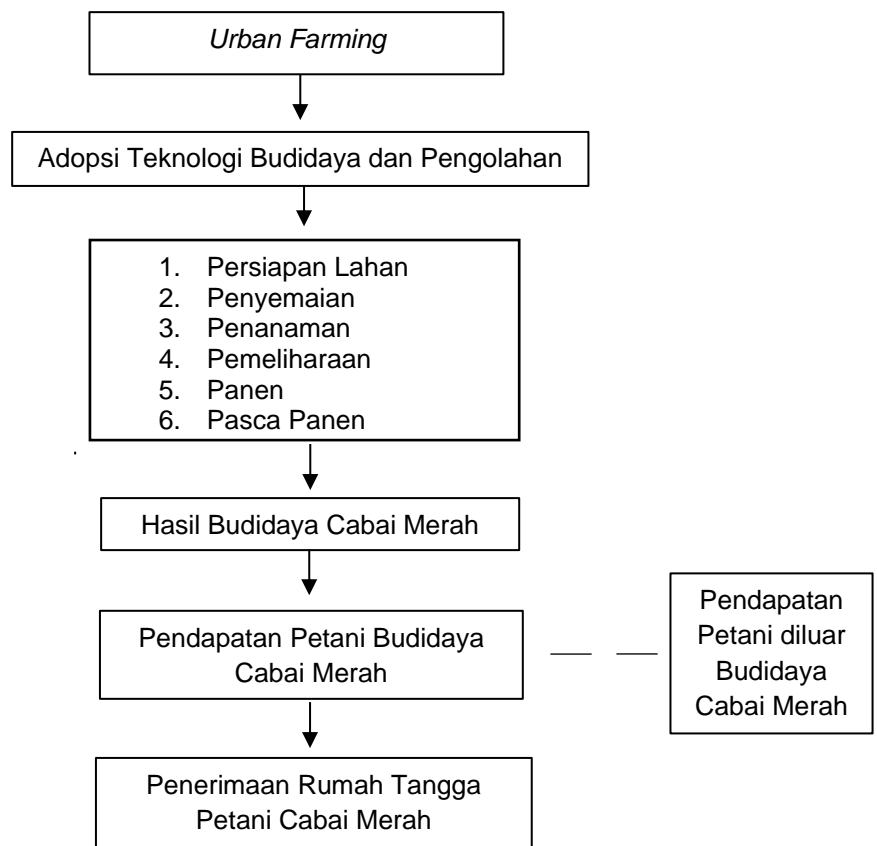 Urban Farming
Adopsi Teknologi Budidaya dan Pengolahan
1. Persiapan Lahan
2. Penyemaian
3. Penanaman
4. Pemeliharaan
5. Panen
6. Pasca Panen
Hasil Budidaya Cabai Merah
Pendapatan Petani Budidaya
Cabai Merah
Pendapatan
Petani diluar
Budidaya
Cabai Merah
Penerimaan Rumah Tangga
Petani Cabai Merah